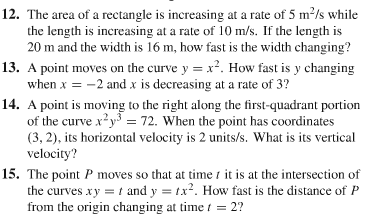 12. The area of a rectangle is increasing at a rate of 5 m²/s while
the length is increasing at a rate of 10 m/s. If the length is
20 m and the width is 16 m, how fast is the width changing?
13. A point moves on the curve y = x². How fast is y changing
when x = −2 and x is decreasing at a rate of 3?
14. A point is moving to the right along the first-quadrant portion
of the curve x²y³ = 72. When the point has coordinates
(3, 2), its horizontal velocity is 2 units/s. What is its vertical
velocity?
15. The point P moves so that at time t it is at the intersection of
the curves xy = t and y = tx². How fast is the distance of P
from the origin changing at time t = 2?